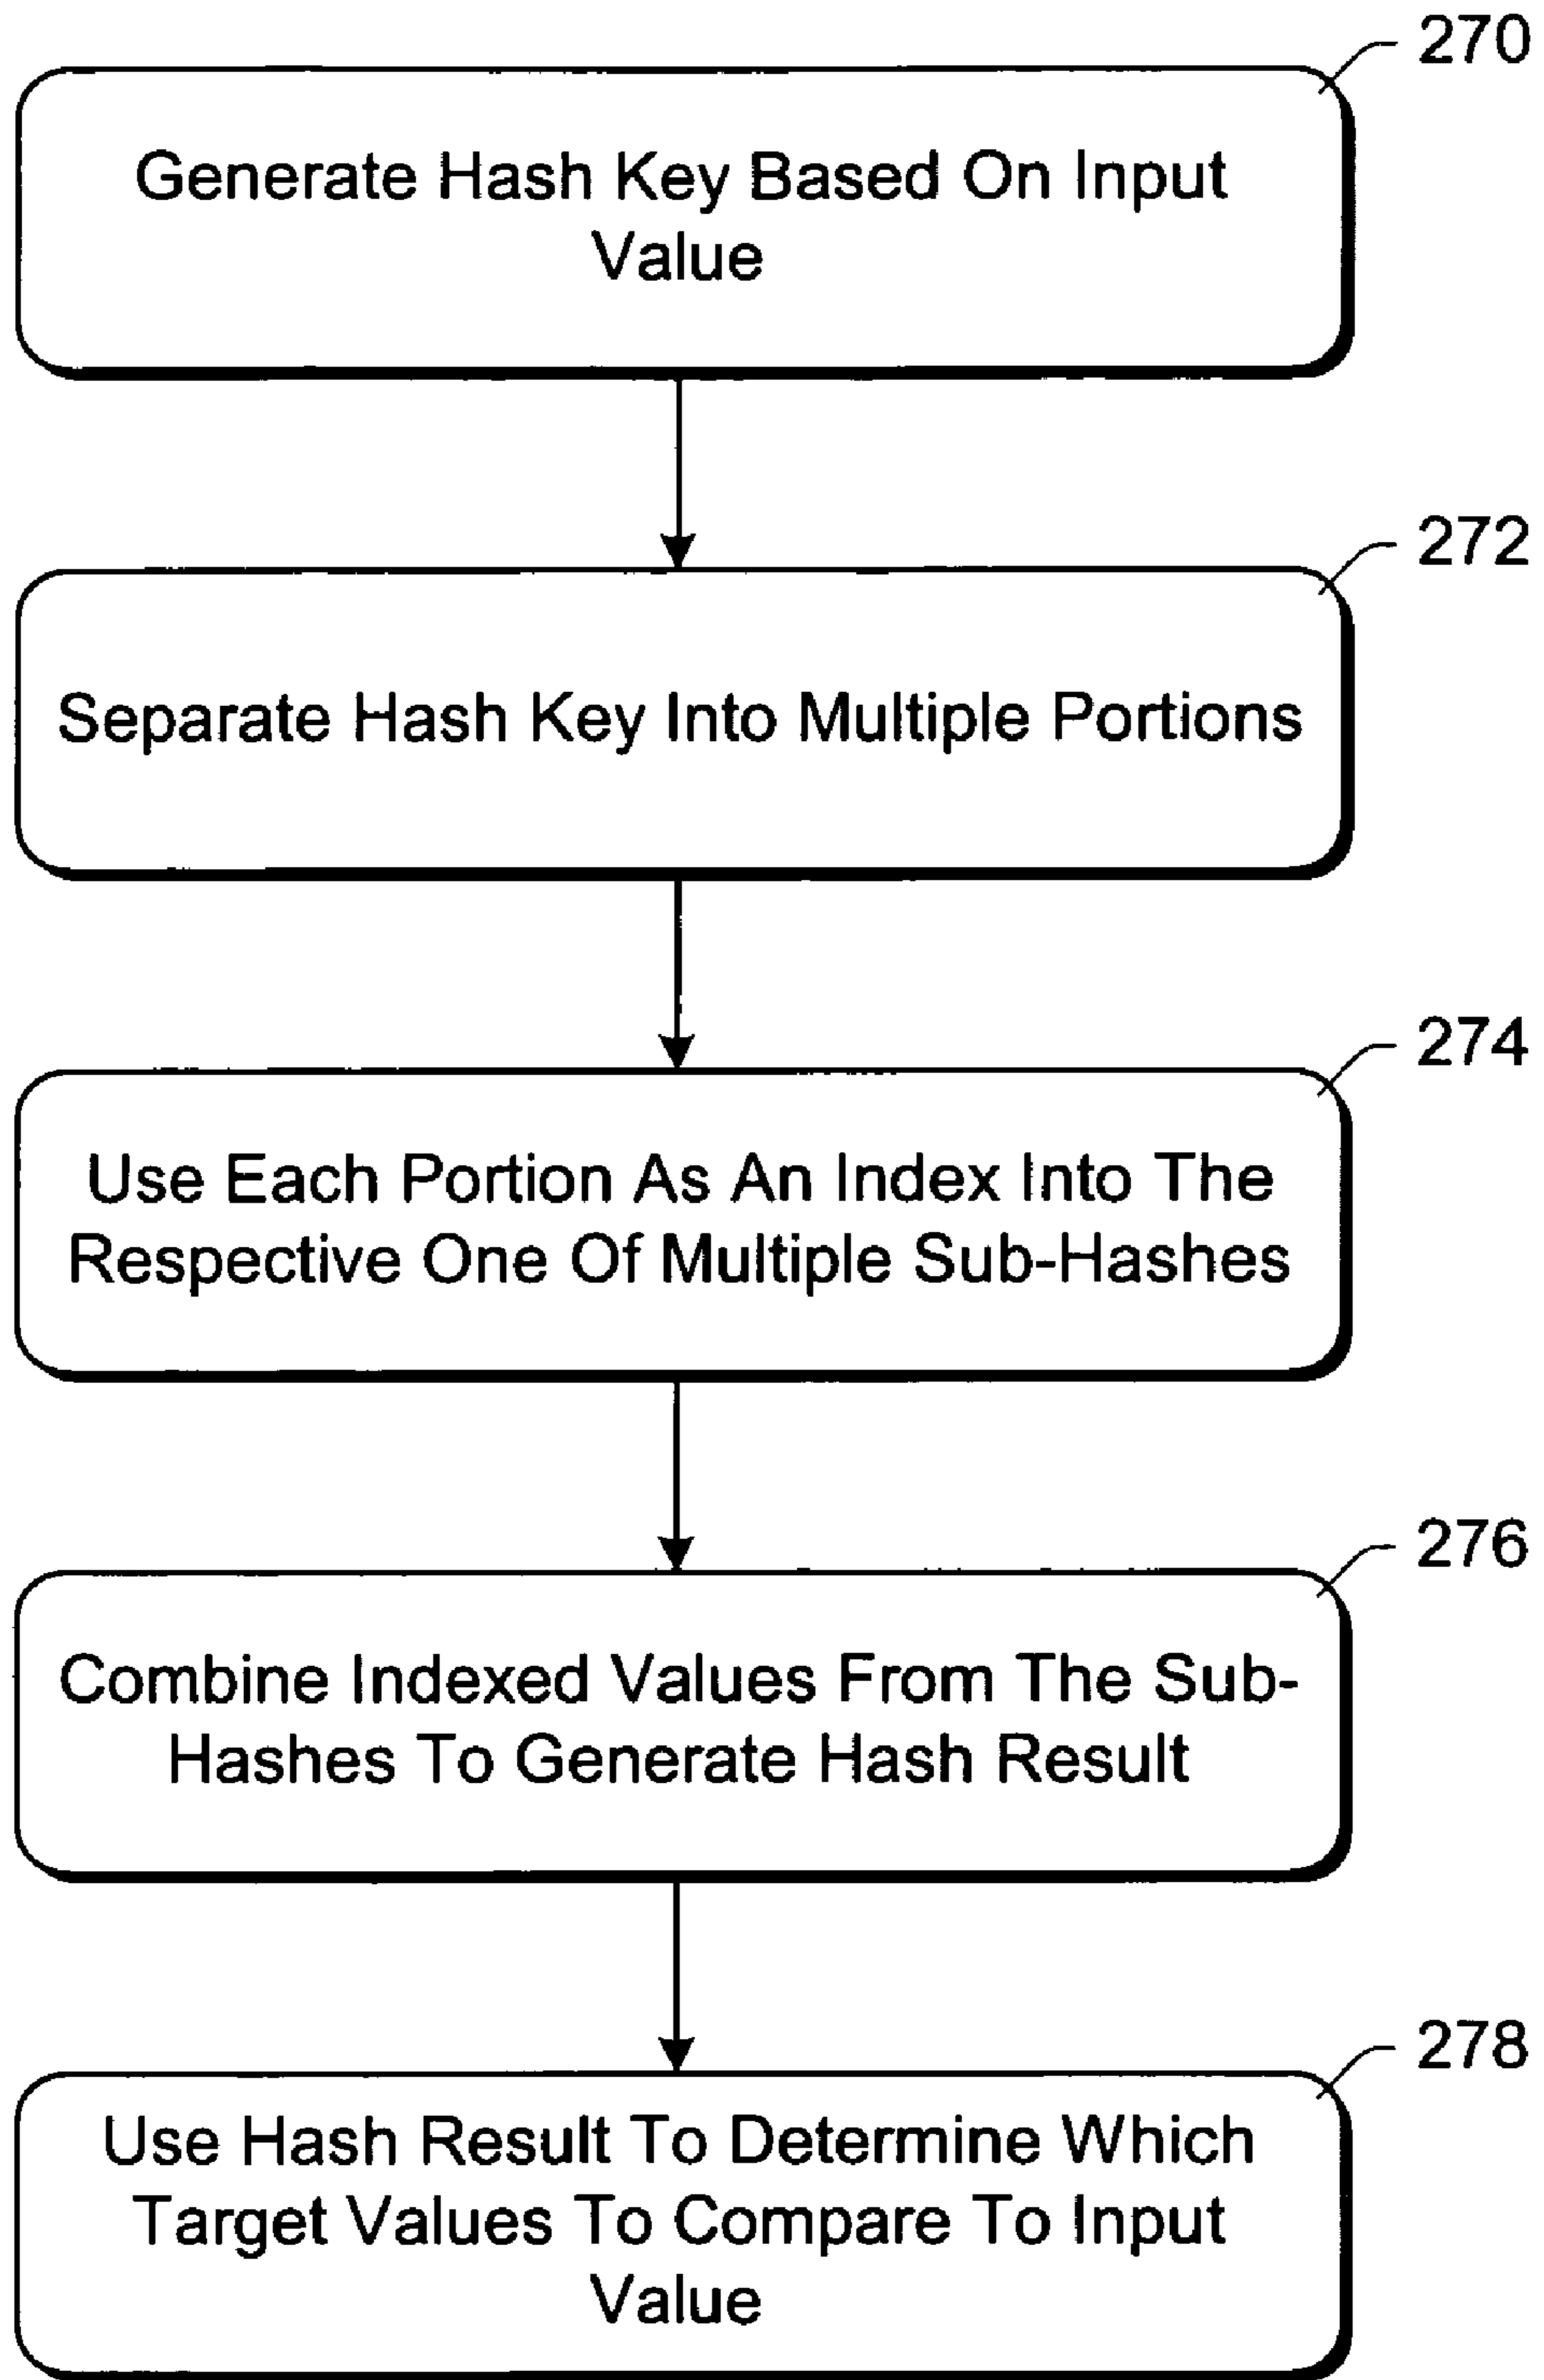 270
Generate Hash Key Based On Input
Value
272
Separate Hash Key Into Multiple Portions
274
Use Each Portion As An Index Into The
Respective One Of Multiple Sub-Hashes
276
Combine Indexed Values From The Sub-
Hashes To Generate Hash Result
278
Use Hash Result To Determine Which
Target Values To Compare To Input
Value